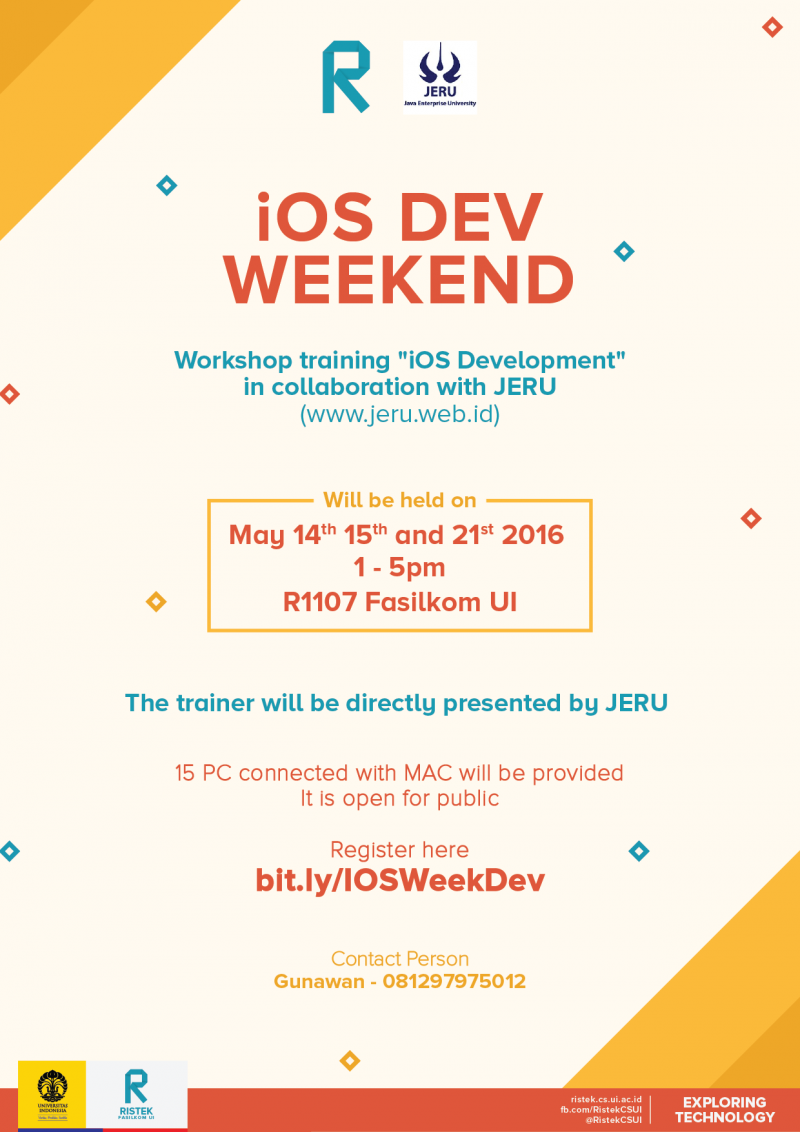 JERU
Java Enterprise University
iOS DEV
WEEKEND
Workshop training "iOS Development"
in collaboration with JERU
(www.jeru.web.id)
Will be held on
May 14th 15th and 21st 2016
1 - 5pm
R1107 Fasilkom UI
The trainer will be directly presented by JERU
15 PC connected with MAC will be provided
It is open for public
Register here
bit.ly/IOSWeekDev
Contact Person
Gunawan - 081297975012
UNIVERSITAS
INDONESIA
RISTEK
FASILKOM UI
ristek.cs.ui.ac.id
fb.com/RistekCSUI
@RistekCSUI
EXPLORING
TECHNOLOGY